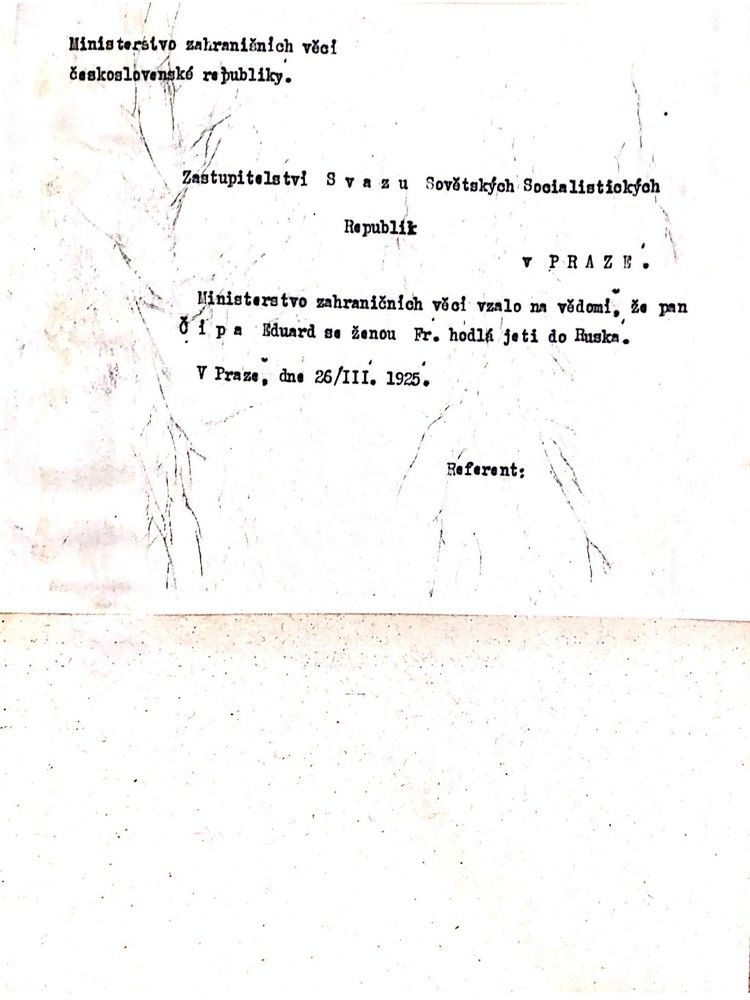 Ministerstvo zahraničních věcí
československé republiky.
Zastupitelství S v a z u Sovětských Socialistických
Republik
v P R A Z E .
Ministerstvo zahraničních věcí vzalo na vědomí, že pan
Č í p a Eduard se ženou Fr. hodlá jeti do Ruska.
V Praze, dne 26/III. 1925.
Referent: